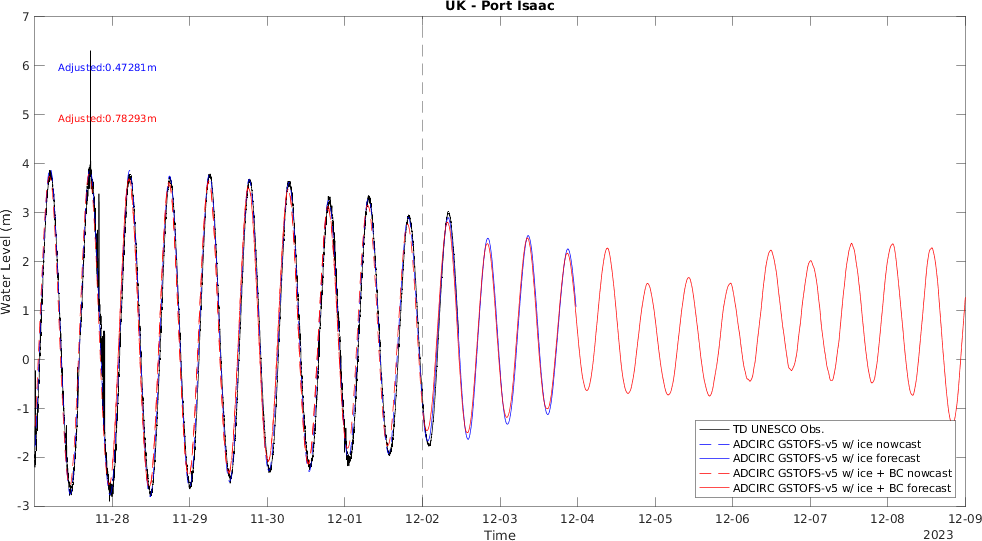 UK - Port Isaac
7
6
5
4
3
2
1
0
-1
-2
-3
Water Level (m)
Adjusted:0.47281m
Adjusted:0.78293m
TD UNESCO Obs.
ADCIRC GSTOFS-v5 w/ ice nowcast
ADCIRC GSTOFS-v5 w/ ice forecast
ADCIRC GSTOFS-v5 w/ ice + BC nowcast
ADCIRC GSTOFS-v5 w/ ice + BC forecast
11-28 11-29 11-30 12-01 12-02 12-03 12-04 12-05 12-06 12-07 12-08 12-09
Time
2023